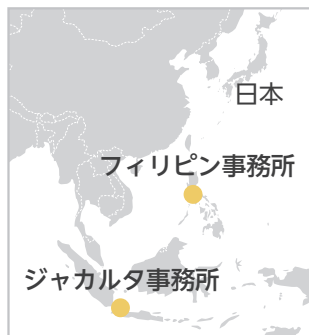 日本
フィリピン事務所
ジャカルタ事務所